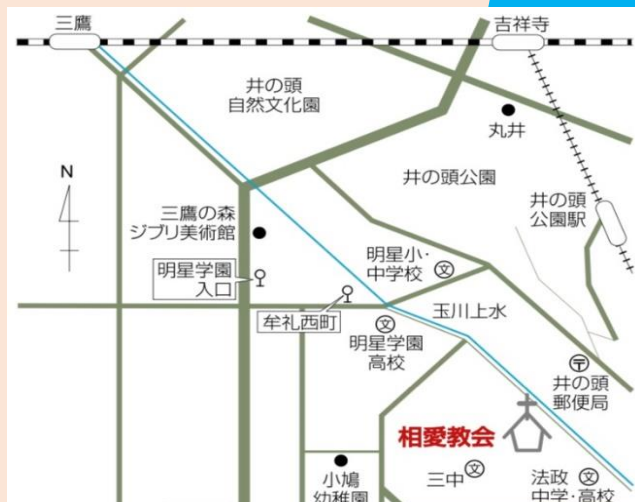 三鷹
吉祥寺
井の頭
自然文化園
丸井
井の頭公園
N
井の頭
公園駅
三鷹の森
ジブリ美術館
明星小・
中学校
文
明星学園
入口
牟礼西町
玉川上水
文
明星学園
高校
〒
井の頭
郵便局
相愛教会
小鳩
幼稚園
三中
文
法政
文
中学・高校